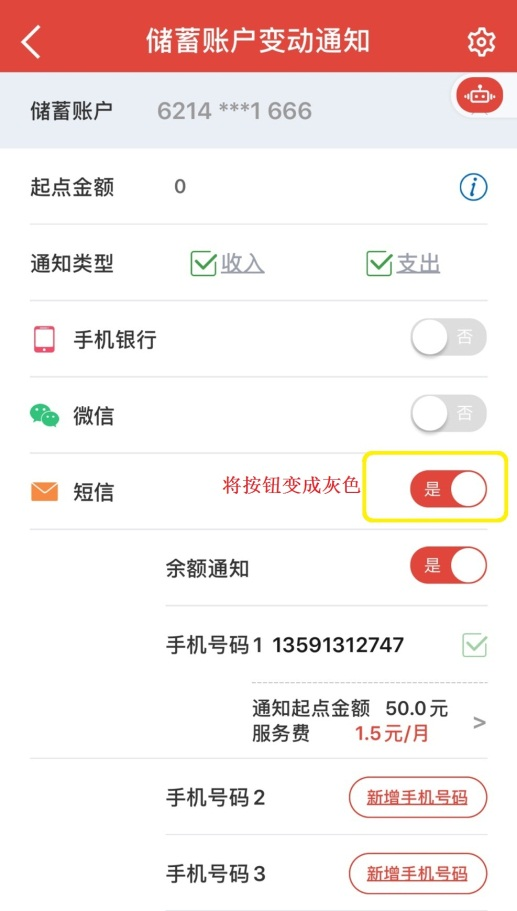 储蓄账户变动通知
储蓄账户 6214 ***1 666
起点金额 0
通知类型 收入 支出
手机银行 否
微信 否
短信 将按钮变成灰色 是
余额通知 是
手机号码1 13591312747
通知起点金额 50.0元
服务费 1.5元/月 >
手机号码2 新增手机号码
手机号码3 新增手机号码